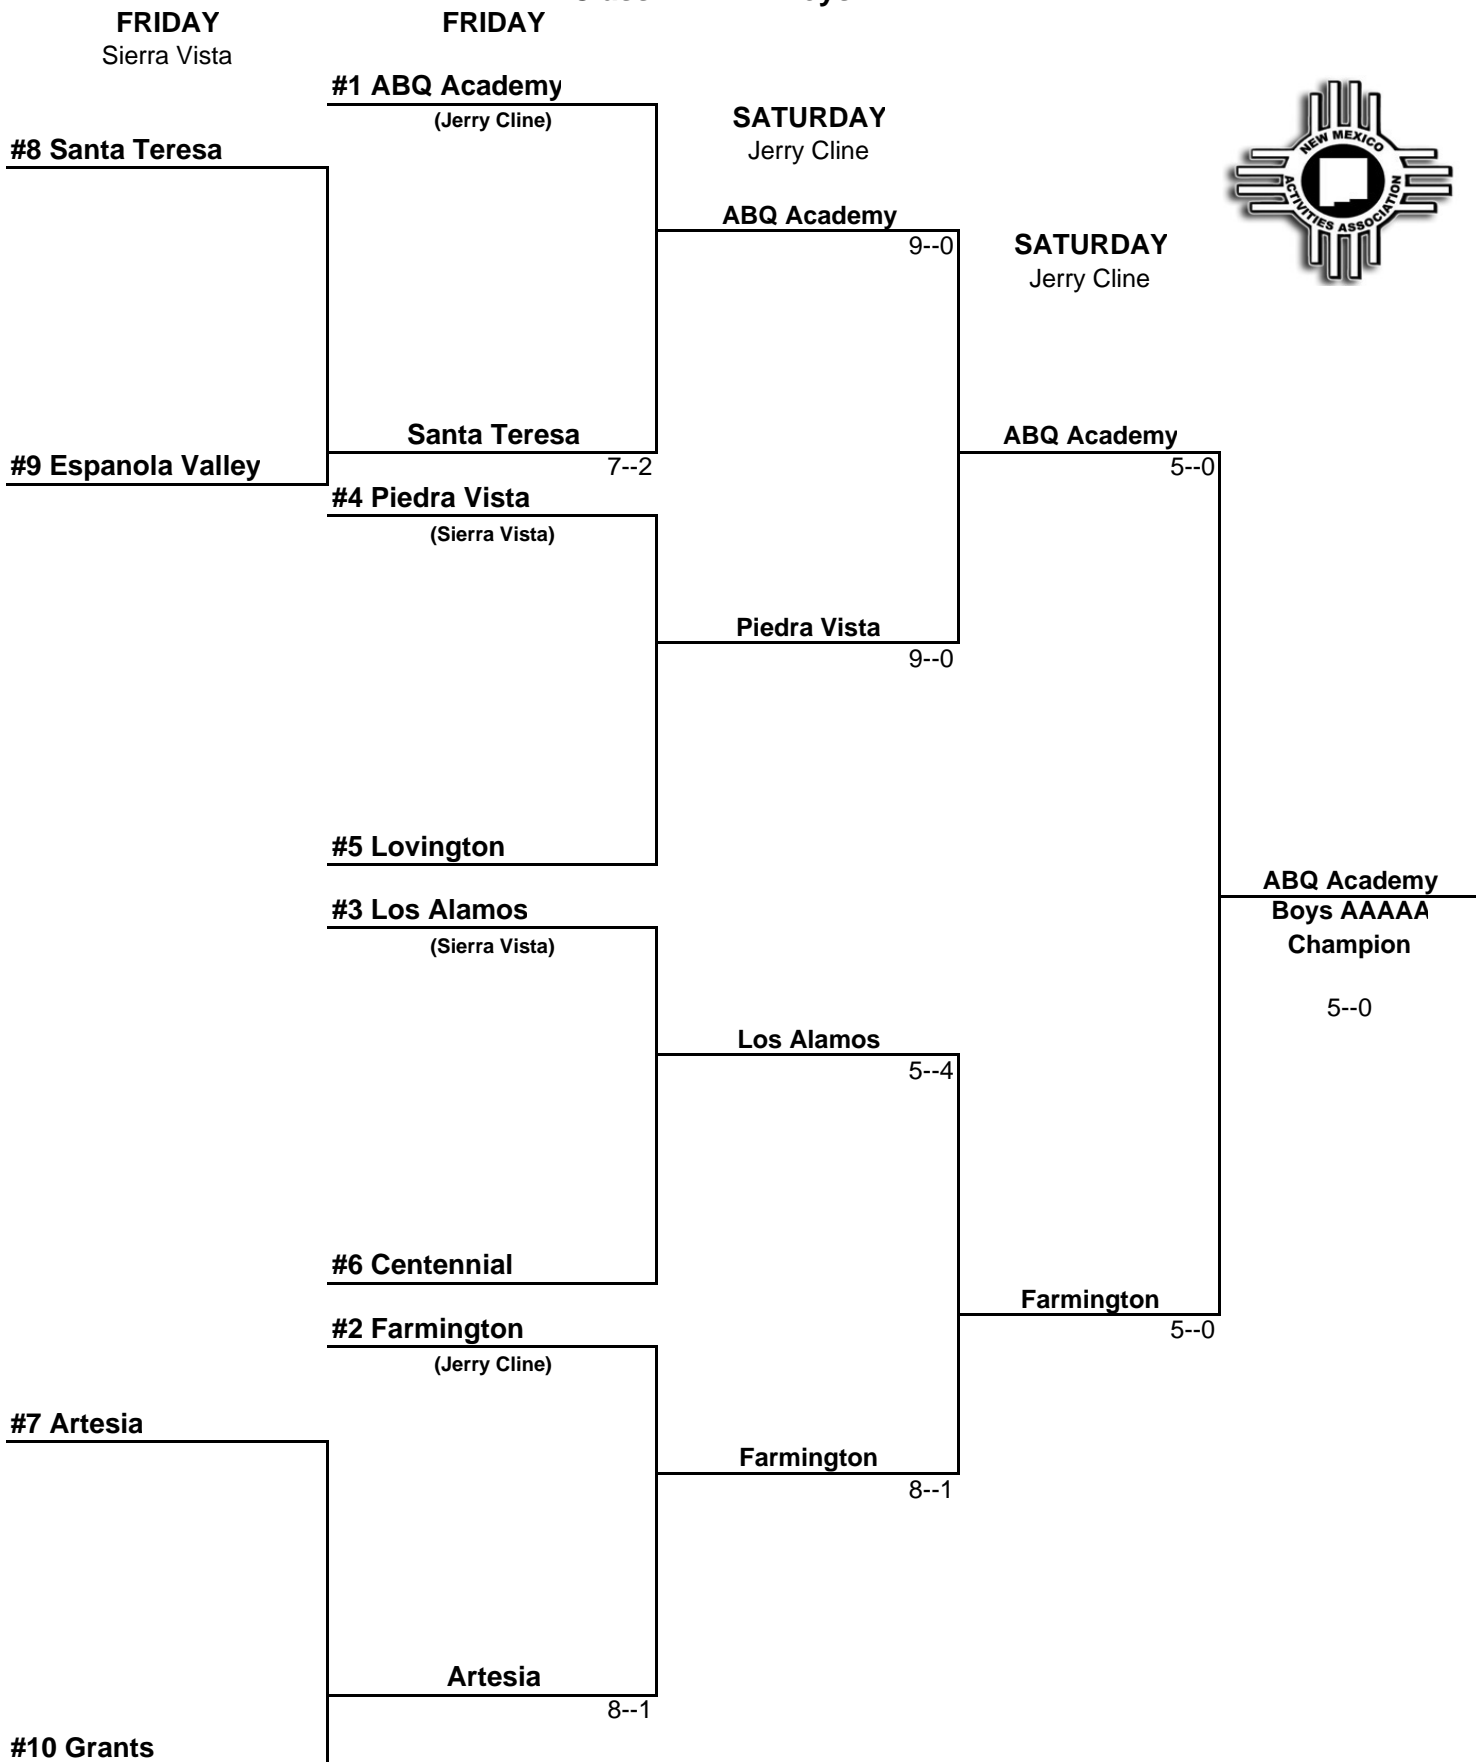 FRIDAY
Sierra Vista
FRIDAY
#1 ABQ Academy
(Jerry Cline)
SATURDAY
Jerry Cline
NEW MEXICO
ACTIVITIES ASSOCIATION
#8 Santa Teresa
ABQ Academy
9--0
SATURDAY
Jerry Cline
Santa Teresa
7--2
ABQ Academy
5--0
#9 Espanola Valley
#4 Piedra Vista
(Sierra Vista)
Piedra Vista
9--0
#5 Lovington
ABQ Academy
Boys AAAAA
Champion
5--0
#3 Los Alamos
(Sierra Vista)
Los Alamos
5--4
#6 Centennial
Farmington
5--0
#2 Farmington
(Jerry Cline)
#7 Artesia
Farmington
8--1
Artesia
8--1
#10 Grants